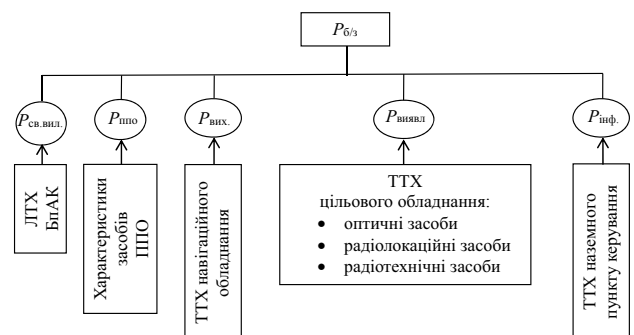 Pб/з
Pсв.вил.
Pппо
Pвих.
Pвиявл
Pінф.
ЛТХ
БпАК
Характеристики
засобів
ППО
ТТХ навігаційного
обладнання
ТТХ
цільового обладнання:
• оптичні засоби
• радіолокаційні засоби
• радіотехнічні засоби
ТТХ наземного
пункту керування